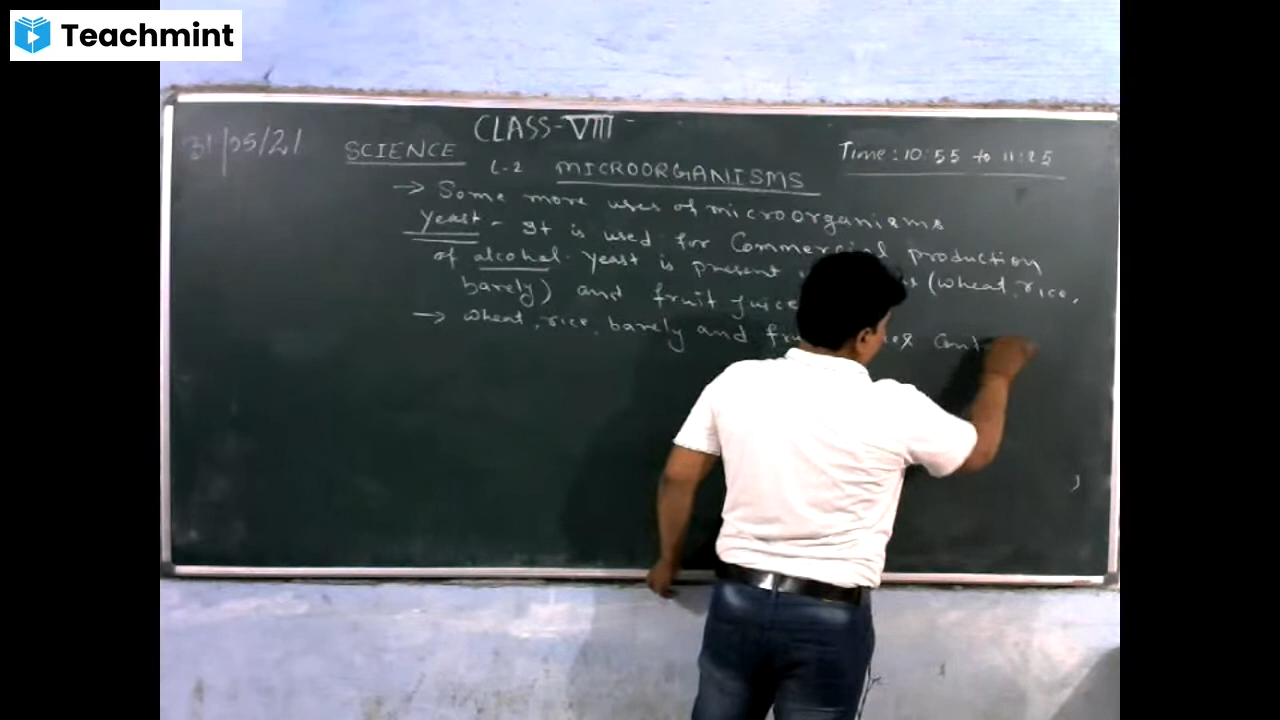 Teachmint
CLASS-VIII
31/05/21
SCIENCE
Time: 10:55 to 11:25
L-2 MICROORGANISMS
→ Some more uses of microorganisms
Yeast - It is used for Commercial production
of alcohol. Yeast is present (wheat, rice,
barely) and fruit juice
→ wheat, rice, barely and